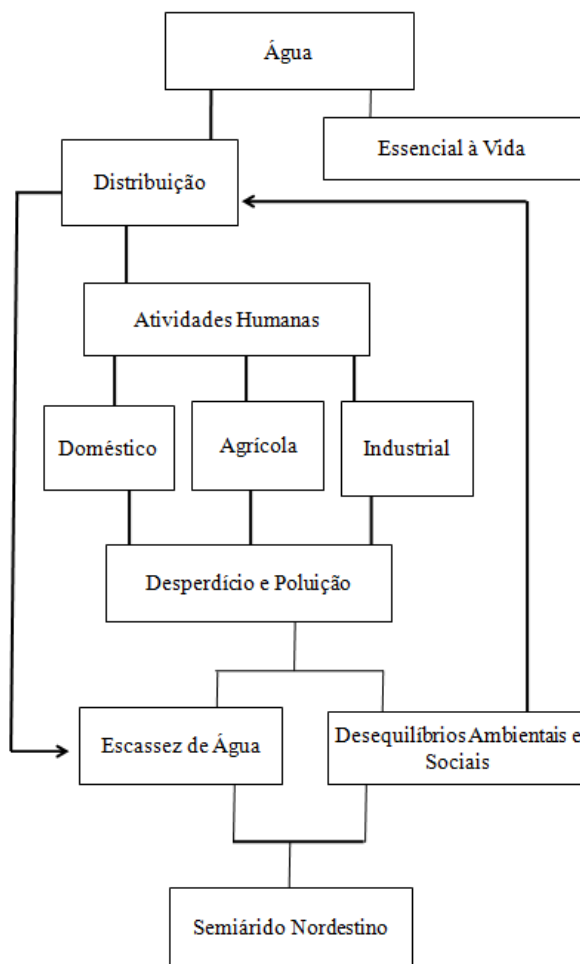 Água
Essencial à Vida
Distribuição
Atividades Humanas
Doméstico
Agrícola
Industrial
Desperdício e Poluição
Escassez de Água
Desequilíbrios Ambientais e
Sociais
Semiárido Nordestino